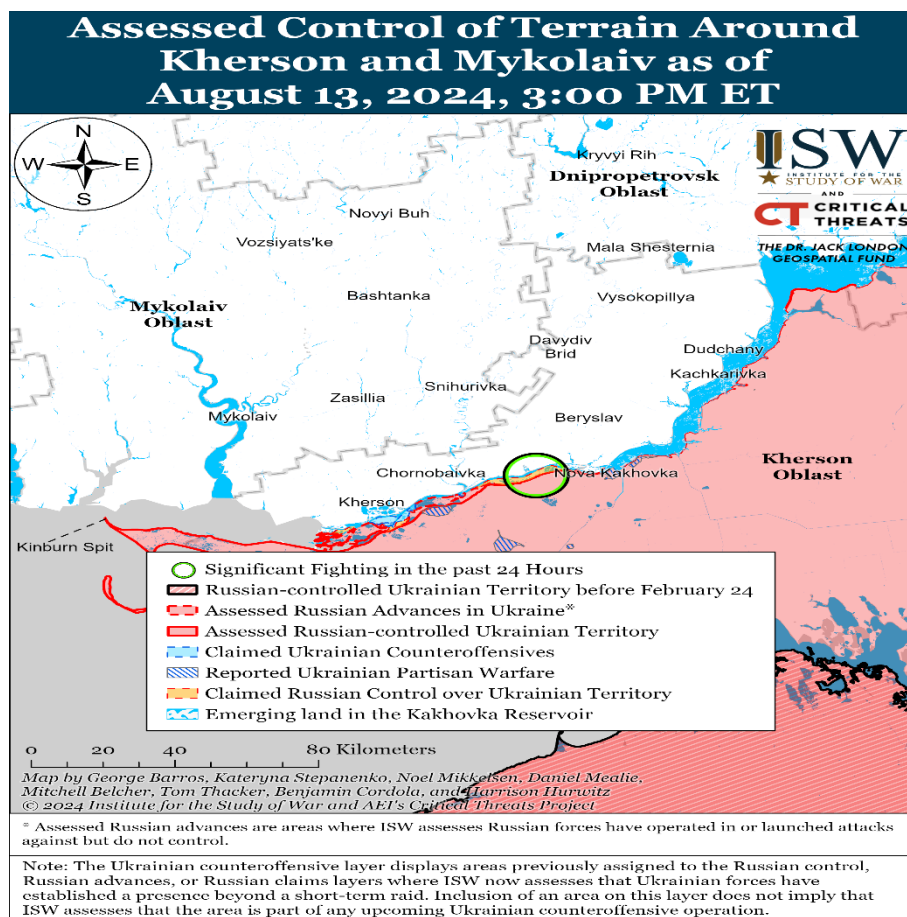 Assessed Control of Terrain Around
Kherson and Mykolaiv as of
August 13, 2024, 3:00 PM ET
N
W
E
S
Kryvyi Rih
Dnipropetrovsk
Oblast
ISW
INSTITUTE FOR THE
STUDY OF WAR
AND
CT CRITICAL
THREATS
THE DR. JACK LONDON
GEOSPATIAL FUND
Novyi Buh
Vozsiyats'ke
Mala Shesternia
Bashtanka
Vysokopillya
Mykolaiv
Oblast
Davydiv
Brid
Dudchany
Kachkarivka
Snihurivka
Zasillia
Mykolaiv
Beryslav
Chornobaivka
Nova Kakhovka
Kherson
Oblast
Kherson
Kinburn Spit
Significant Fighting in the past 24 Hours
Russian-controlled Ukrainian Territory before February 24
Assessed Russian Advances in Ukraine*
Assessed Russian-controlled Ukrainian Territory
Claimed Ukrainian Counteroffensives
Reported Ukrainian Partisan Warfare
Claimed Russian Control over Ukrainian Territory
Emerging land in the Kakhovka Reservoir
0 20 40 80 Kilometers
Map by George Barros, Kateryna Stepanenko, Noel Mikkelsen, Daniel Mealie,
Mitchell Belcher, Tom Thacker, Benjamin Cordola, and Harrison Hurwitz
© 2024 Institute for the Study of War and AEI's Critical Threats Project
* Assessed Russian advances are areas where ISW assesses Russian forces have operated in or launched attacks
against but do not control.
Note: The Ukrainian counteroffensive layer displays areas previously assigned to the Russian control,
Russian advances, or Russian claims layers where ISW now assesses that Ukrainian forces have
established a presence beyond a short-term raid. Inclusion of an area on this layer does not imply that
ISW assesses that the area is part of any upcoming Ukrainian counteroffensive operation.